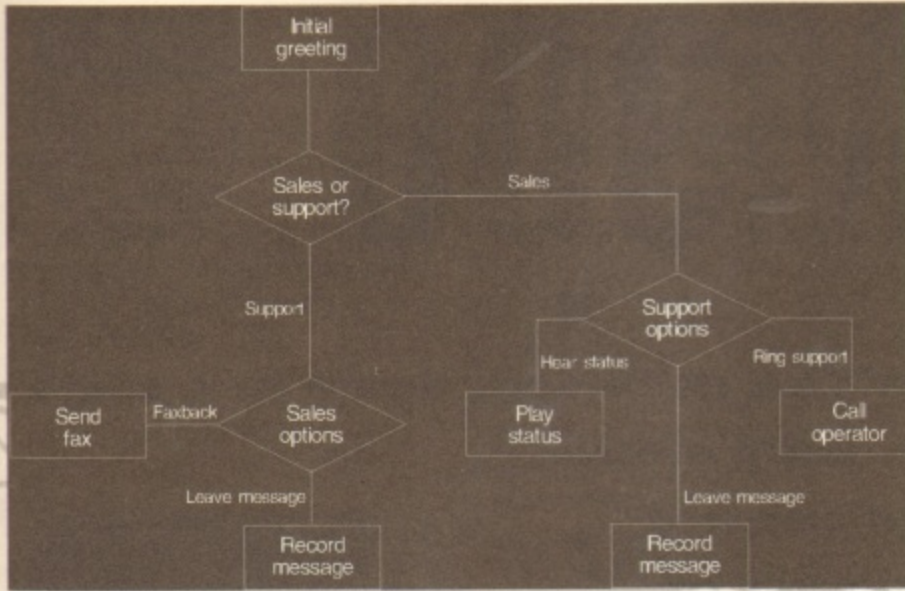 Initial
greeting
Sales or
support?
Sales
Support
Support
options
Hear status
Ring support
Send
fax
Faxback
Sales
options
Play
status
Call
operator
Leave message
Leave message
Record
message
Record
message